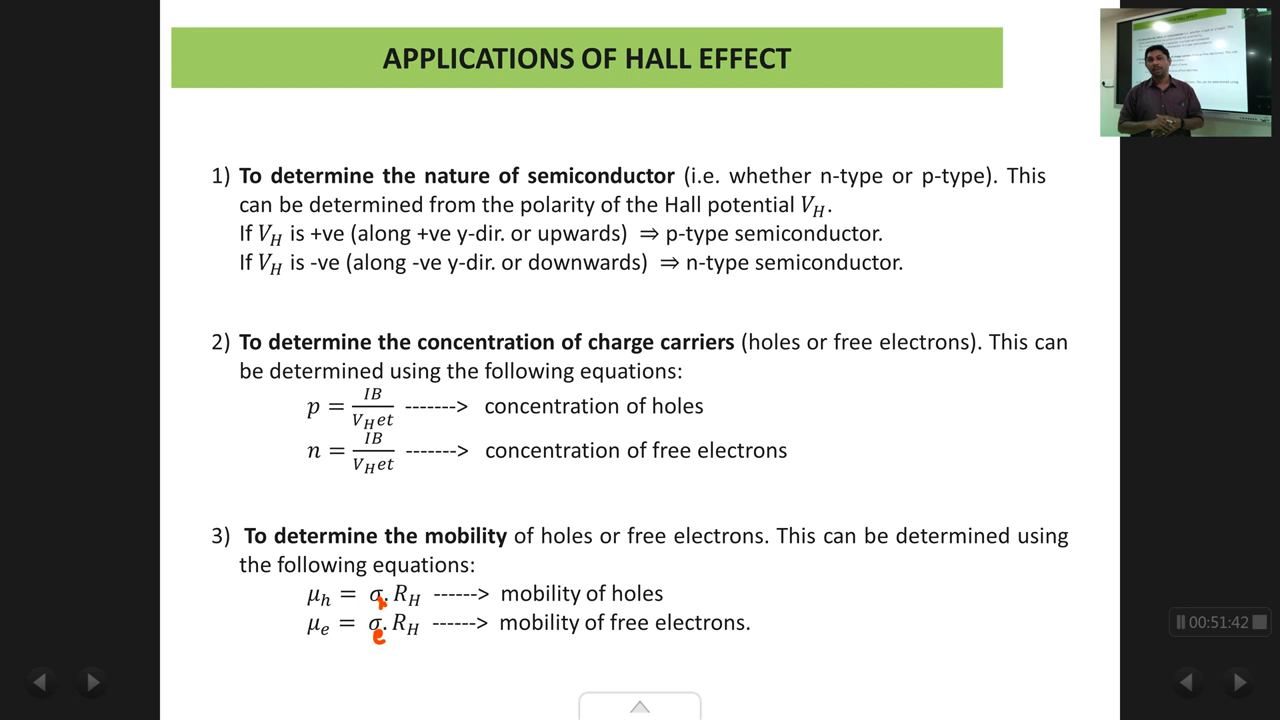 APPLICATIONS OF HALL EFFECT
1) To determine the nature of semiconductor (i.e. whether n-type or p-type). This
can be determined from the polarity of the Hall potential V_H.
If V_H is +ve (along +ve y-dir. or upwards) ⇒ p-type semiconductor.
If V_H is -ve (along -ve y-dir. or downwards) ⇒ n-type semiconductor.
2) To determine the concentration of charge carriers (holes or free electrons). This can
be determined using the following equations:
p = IB/V_Het -------> concentration of holes
n = IB/V_Het -------> concentration of free electrons
3) To determine the mobility of holes or free electrons. This can be determined using
the following equations:
μ_h = σ. R_H ------> mobility of holes
μ_e = σ_e. R_H ------> mobility of free electrons.
00:51:42